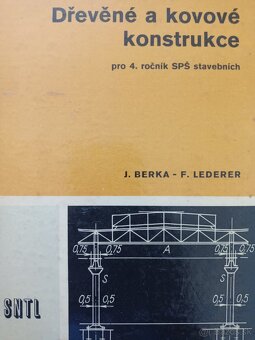 Dřevěné a kovové
konstrukce
pro 4. ročník SPŠ stavebních
J. BERKA - F. LEDERER
0,75 0,75
0,75 0,75
A
S S
0,5 0,5
0,5 0,5
SNTL